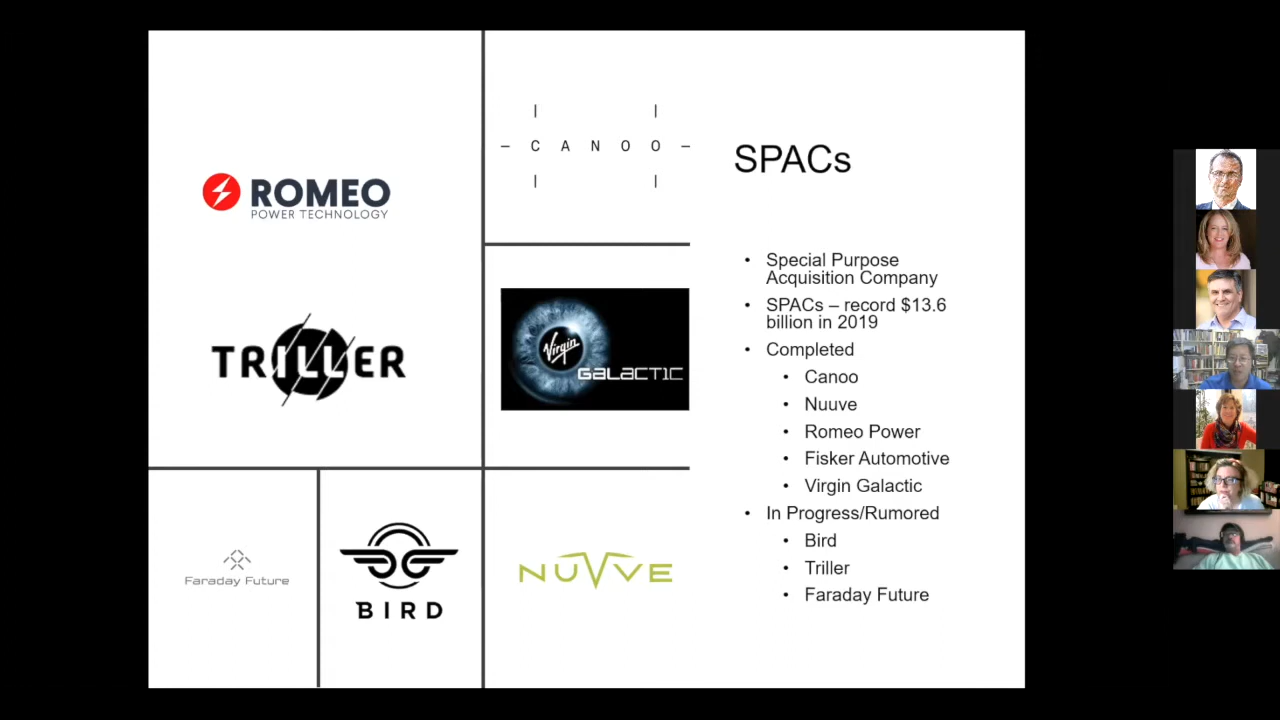 ROMEO
POWER TECHNOLOGY
CANOO
TRILLER
Virgin
GALACTIC
Faraday Future
BIRD
NUVVE
SPACs
• Special Purpose
Acquisition Company
• SPACs – record $13.6
billion in 2019
• Completed
• Canoo
• Nuuve
• Romeo Power
• Fisker Automotive
• Virgin Galactic
• In Progress/Rumored
• Bird
• Triller
• Faraday Future